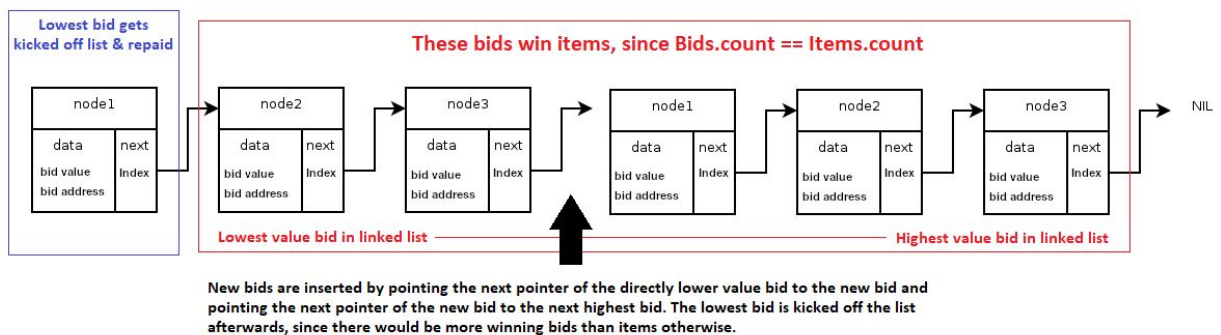 Lowest bid gets
kicked off list & repaid
These bids win items, since Bids.count == Items.count
node1
data
next
bid value
Index
bid address
node2
data
next
bid value
Index
bid address
node3
data
next
bid value
Index
bid address
node1
data
next
bid value
Index
bid address
node2
data
next
bid value
Index
bid address
node3
data
next
bid value
Index
bid address
NIL
Lowest value bid in linked list
Highest value bid in linked list
New bids are inserted by pointing the next pointer of the directly lower value bid to the new bid and
pointing the next pointer of the new bid to the next highest bid. The lowest bid is kicked off the list
afterwards, since there would be more winning bids than items otherwise.